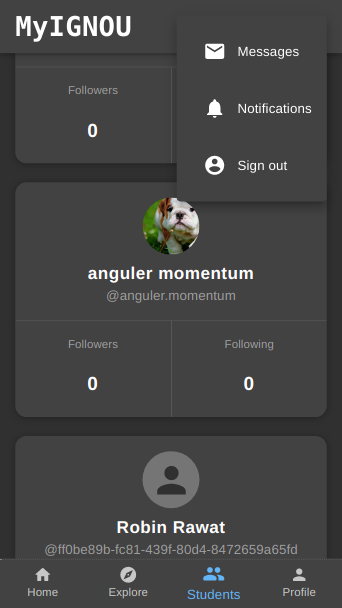 MyIGNOU
Messages
Notifications
Sign out
Followers
0
anguler momentum
@anguler.momentum
Followers Following
0 0
Robin Rawat
@ff0be89b-fc81-439f-80d4-8472659a65fd
Home Explore Students Profile